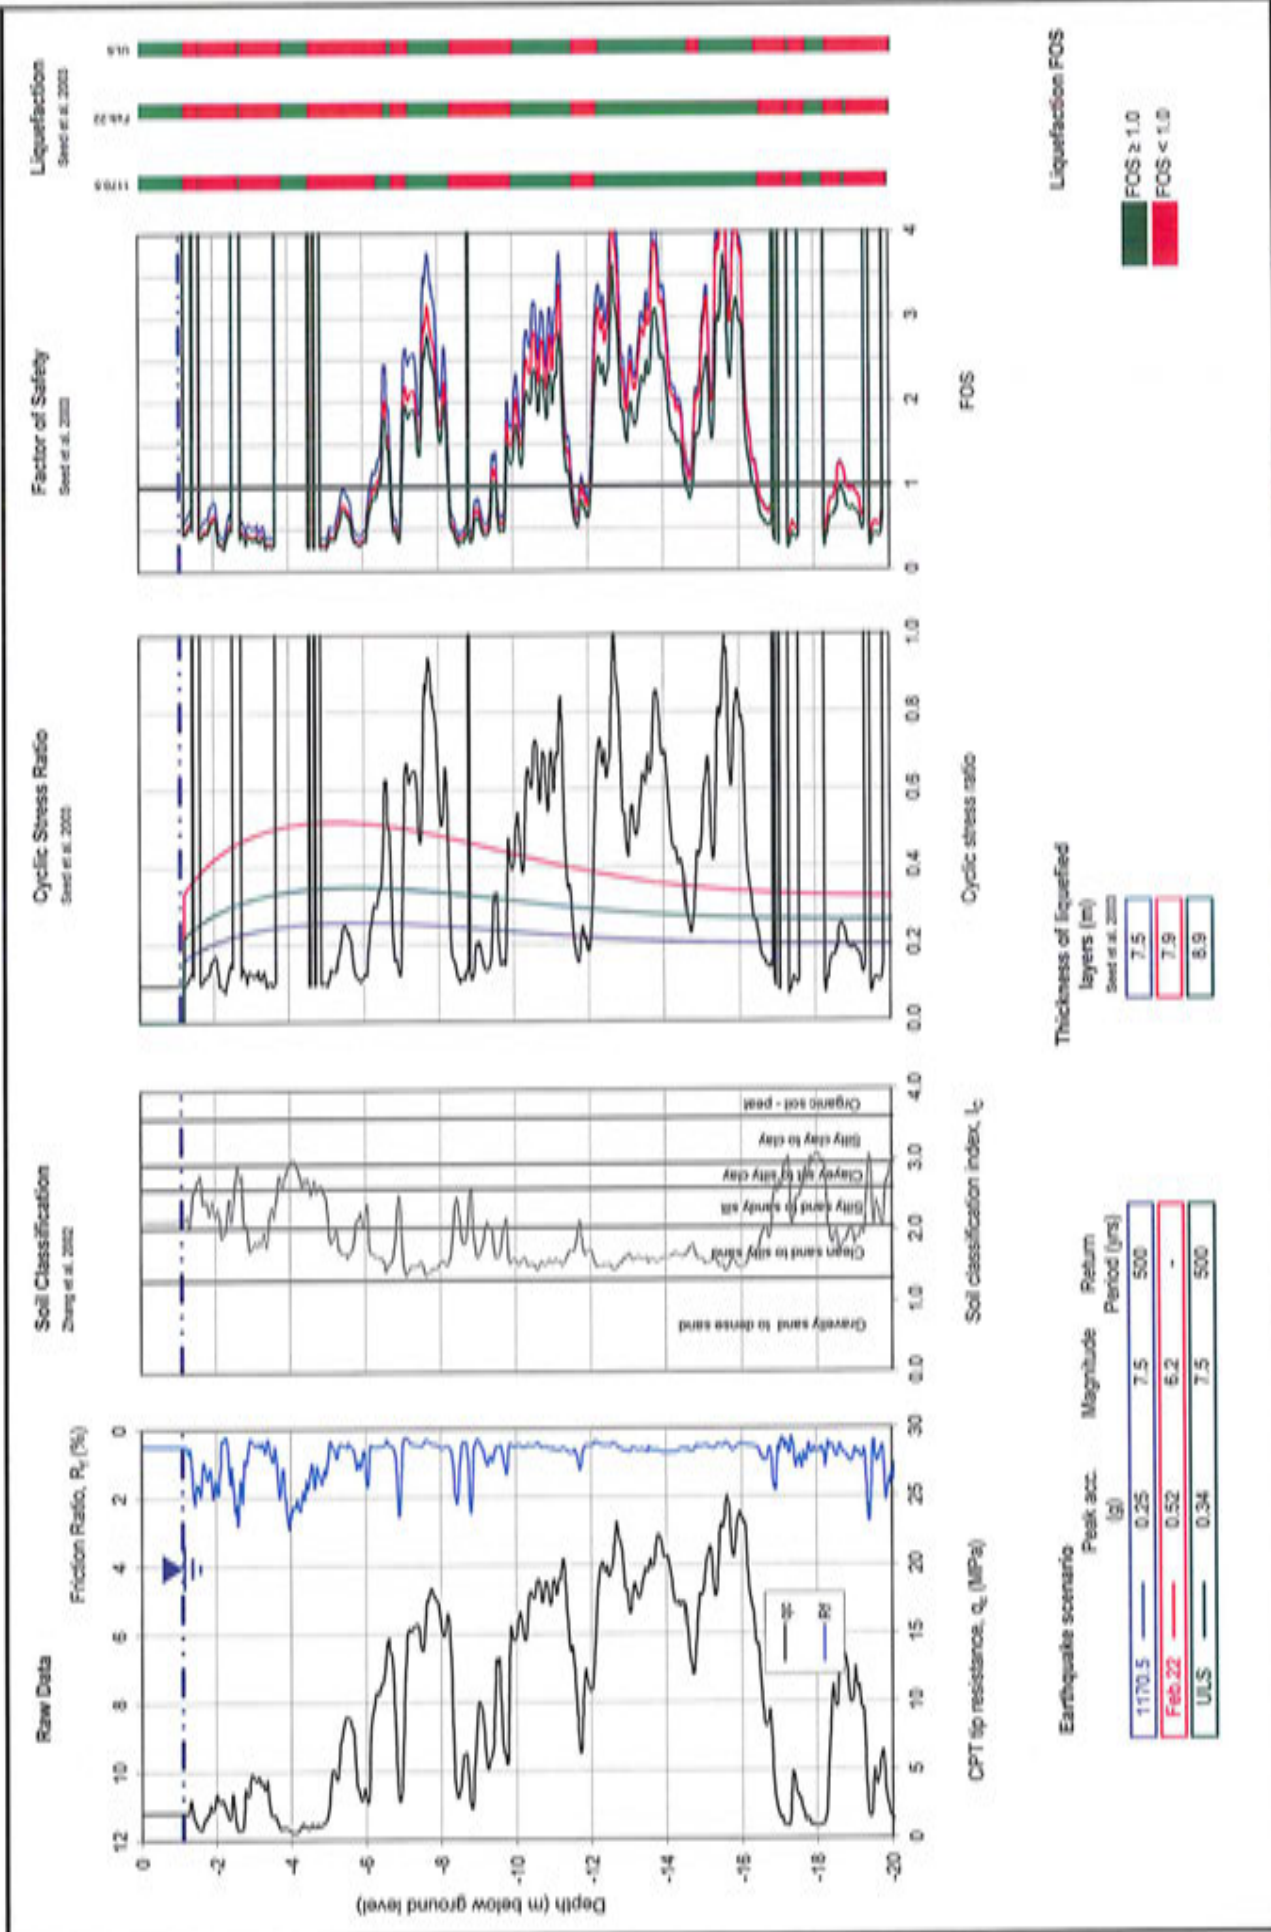 Raw Data
Friction Ratio, Rf (%)
0
2
4
6
8
10
12
0
5
10
15
20
25
30
CPT tip resistance, qc (MPa)
qc
Rf
Depth (m below ground level)
0
-2
-4
-6
-8
-10
-12
-14
-16
-18
-20
Soil Classification
Zhang et al. 2002
Gravelly sand to dense sand
Clean sand to silty sand
Silty sand to sandy silt
Clayey silt to silty clay
Silty clay to clay
Organic soil - peat
0.0
1.0
2.0
3.0
4.0
Soil classification index, IC
Cyclic Stress Ratio
Seed et al. 2003
0.0
0.2
0.4
0.6
0.8
1.0
Cyclic stress ratio
Factor of Safety
Seed et al. 2003
0
1
2
3
4
FOS
Liquefaction
Seed et al. 2003
1170.5
Feb.22
ULS
Earthquake scenario
Peak acc. (g)
Magnitude
Return Period (yrs)
1170.5 0.25 7.5 500
Feb.22 0.52 6.2 -
ULS 0.34 7.5 500
Thickness of liquefied
layers (m)
Seed et al. 2003
7.5
7.9
8.9
Liquefaction FOS
FOS ≥ 1.0
FOS < 1.0